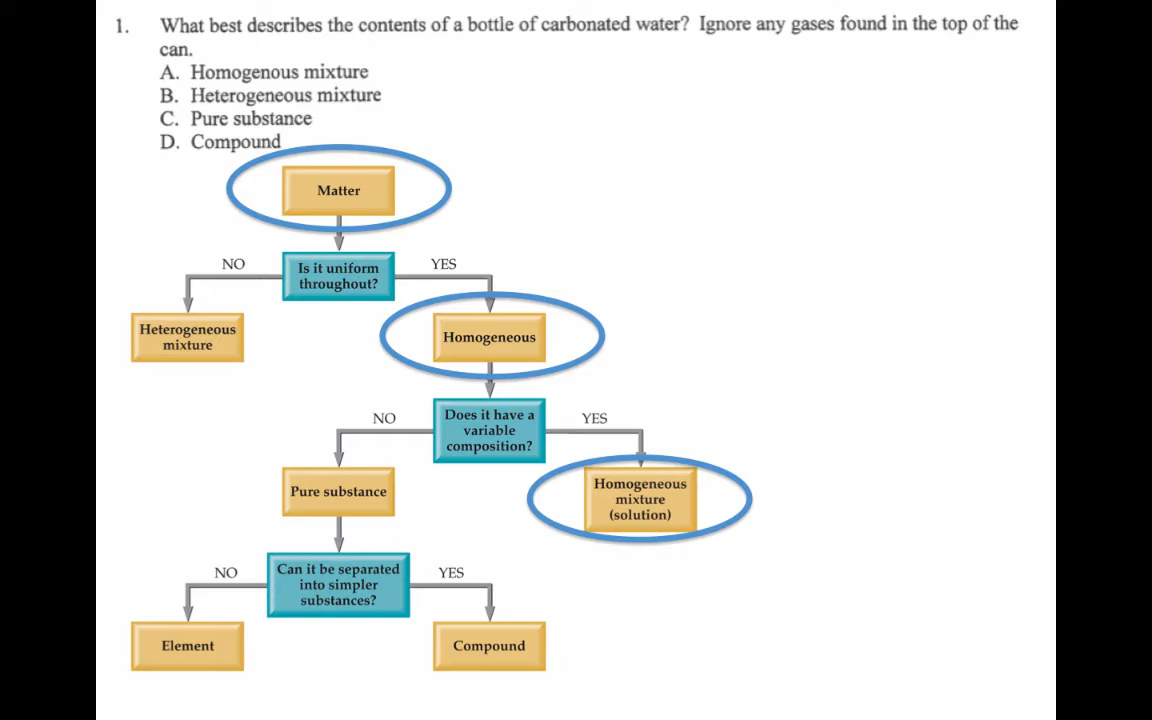 1. What best describes the contents of a bottle of carbonated water? Ignore any gases found in the top of the
can.
A. Homogenous mixture
B. Heterogeneous mixture
C. Pure substance
D. Compound
Matter
NO
Is it uniform
throughout?
YES
Heterogeneous
mixture
Homogeneous
NO
Does it have a
variable
composition?
YES
Pure substance
Homogeneous
mixture
(solution)
NO
Can it be separated
into simpler
substances?
YES
Element
Compound